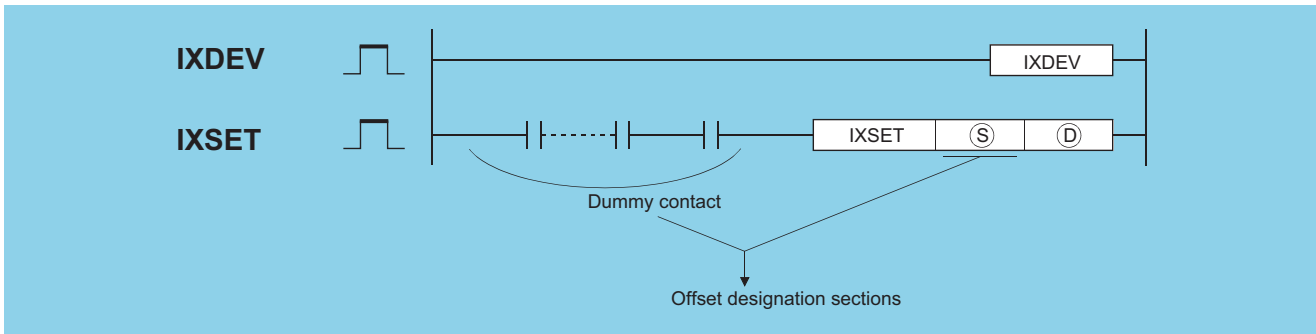 IXDEV IXDEV
IXSET IXSET S D
Dummy contact
Offset designation sections